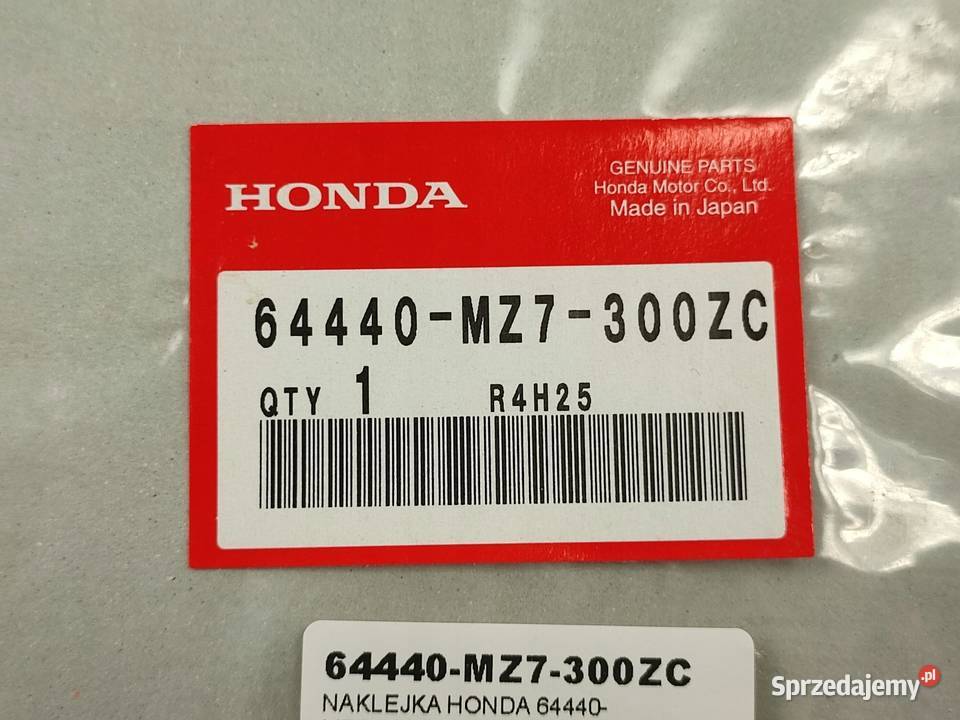 HONDA
GENUINE PARTS
Honda Motor Co., Ltd.
Made in Japan
64440-MZ7-300ZC
QTY 1 R4H25
64440-MZ7-300ZC
NAKLEJKA HONDA 64440-
Sprzedajemy.pl